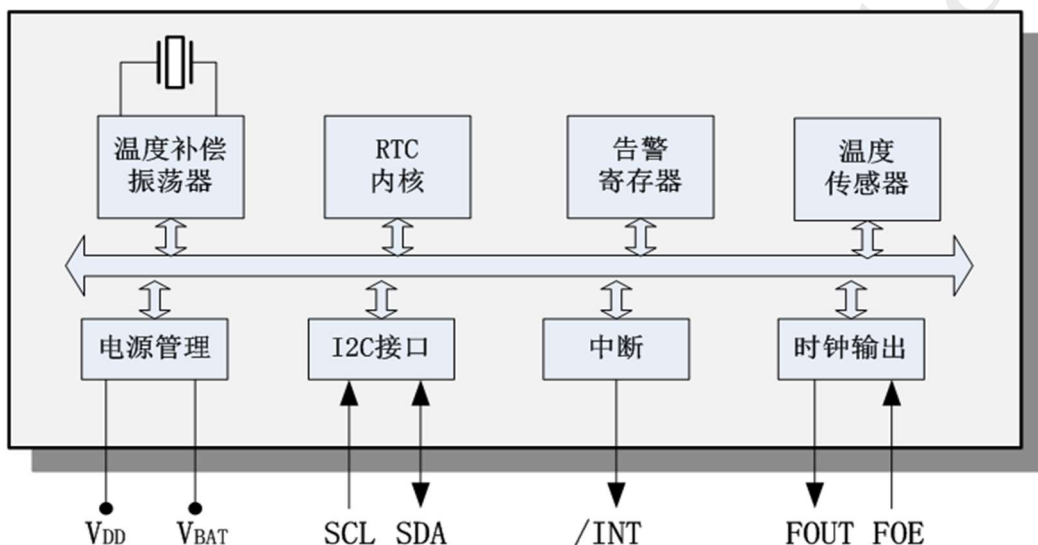 温度补偿
振荡器
RTC
内核
告警
寄存器
温度
传感器
电源管理
I2C接口
中断
时钟输出
VDD
VBAT
SCL
SDA
/INT
FOUT
FOE